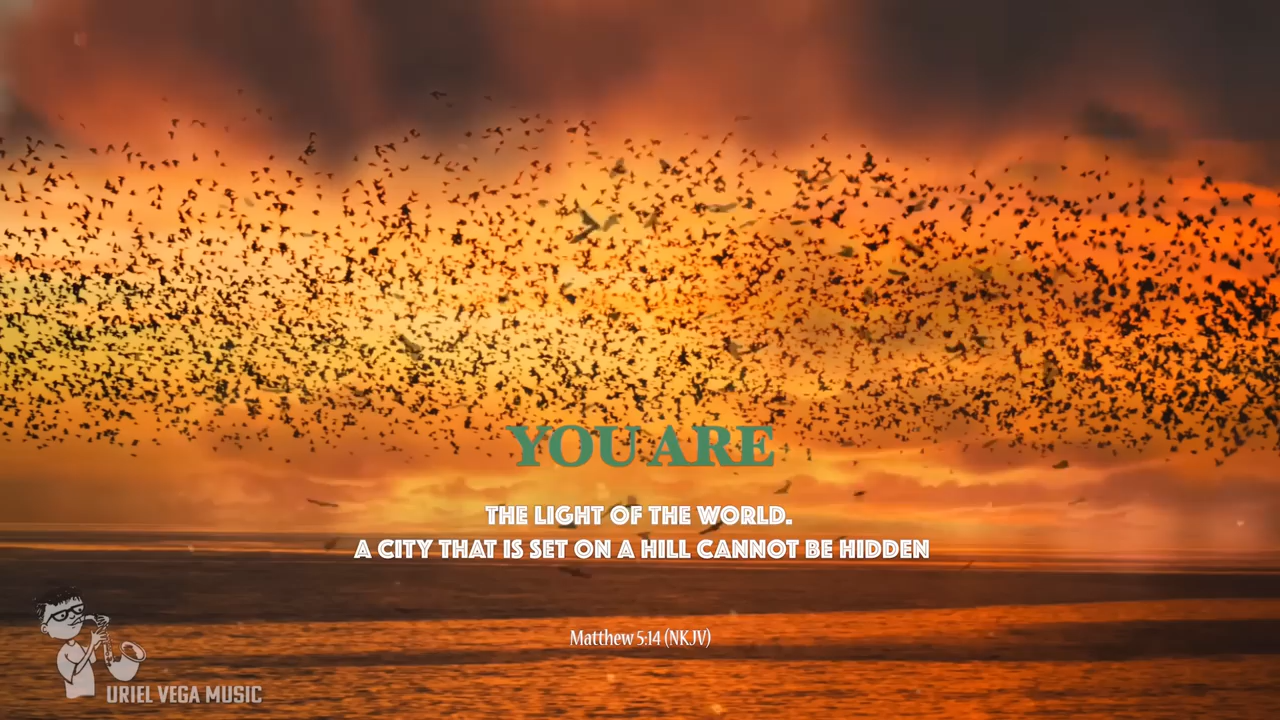 YOU ARE
THE LIGHT OF THE WORLD.
A CITY THAT IS SET ON A HILL CANNOT BE HIDDEN
Matthew 5:14 (NKJV)
URIEL VEGA MUSIC